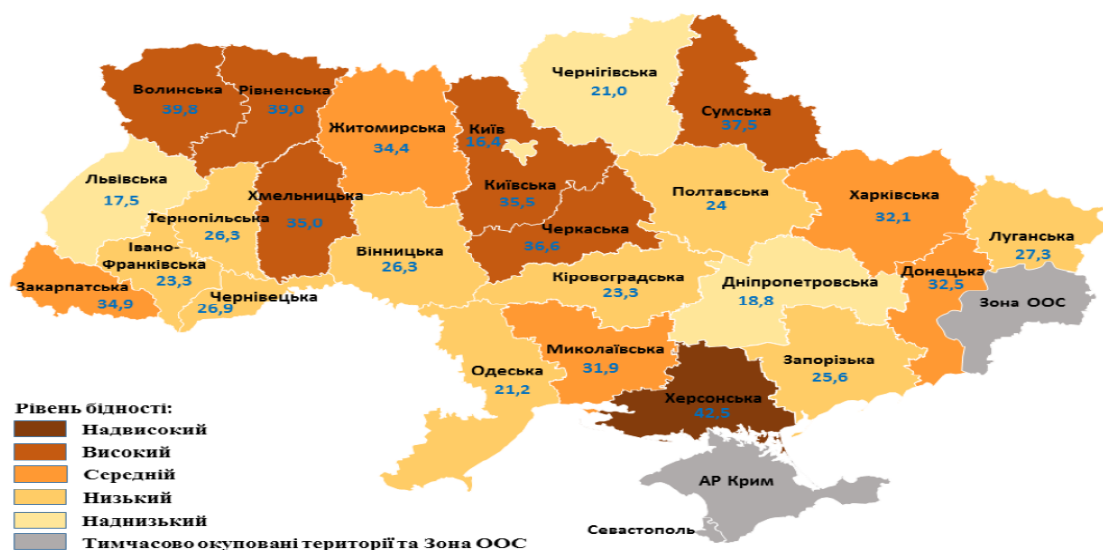 Чернігівська
21,0
Волинська
39,8
Рівненська
39,0
Житомирська
34,4
Київ
16,4
Сумська
37,5
Львівська
17,5
Хмельницька
35,0
Київська
35,5
Полтавська
24
Харківська
32,1
Тернопільська
26,3
Черкаська
36,6
Луганська
27,3
Івано-
Франківська
23,3
Вінницька
26,3
Кіровоградська
23,3
Дніпропетровська
18,8
Донецька
32,5
Закарпатська
34,9
Чернівецька
26,9
Зона ООС
Миколаївська
31,9
Запорізька
25,6
Одеська
21,2
Херсонська
42,5
АР Крим
Севастополь
Рівень бідності:
Надвисокий
Високий
Середній
Низький
Наднизький
Тимчасово окуповані території та Зона ООС